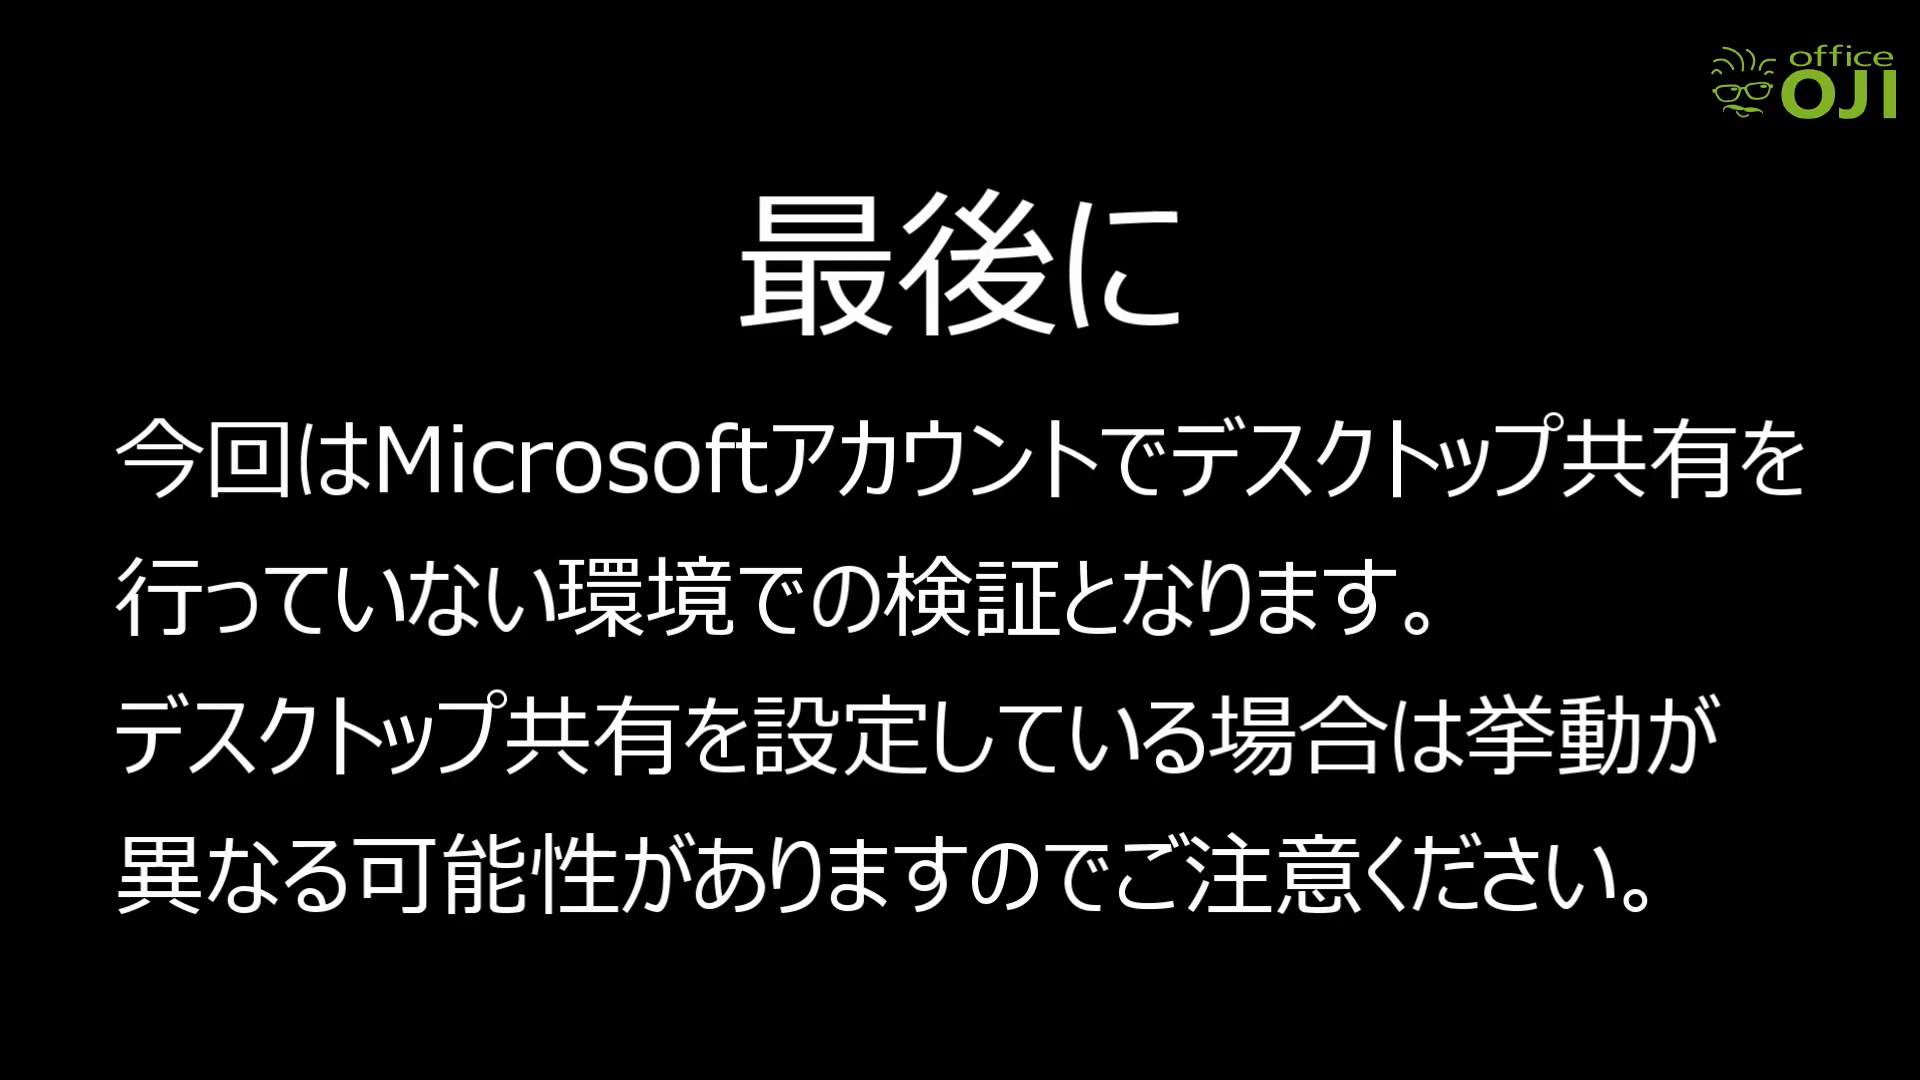 office
OJI
最後に
今回はMicrosoftアカウントでデスクトップ共有を
行っていない環境での検証となります。
デスクトップ共有を設定している場合は挙動が
異なる可能性がありますのでご注意ください。